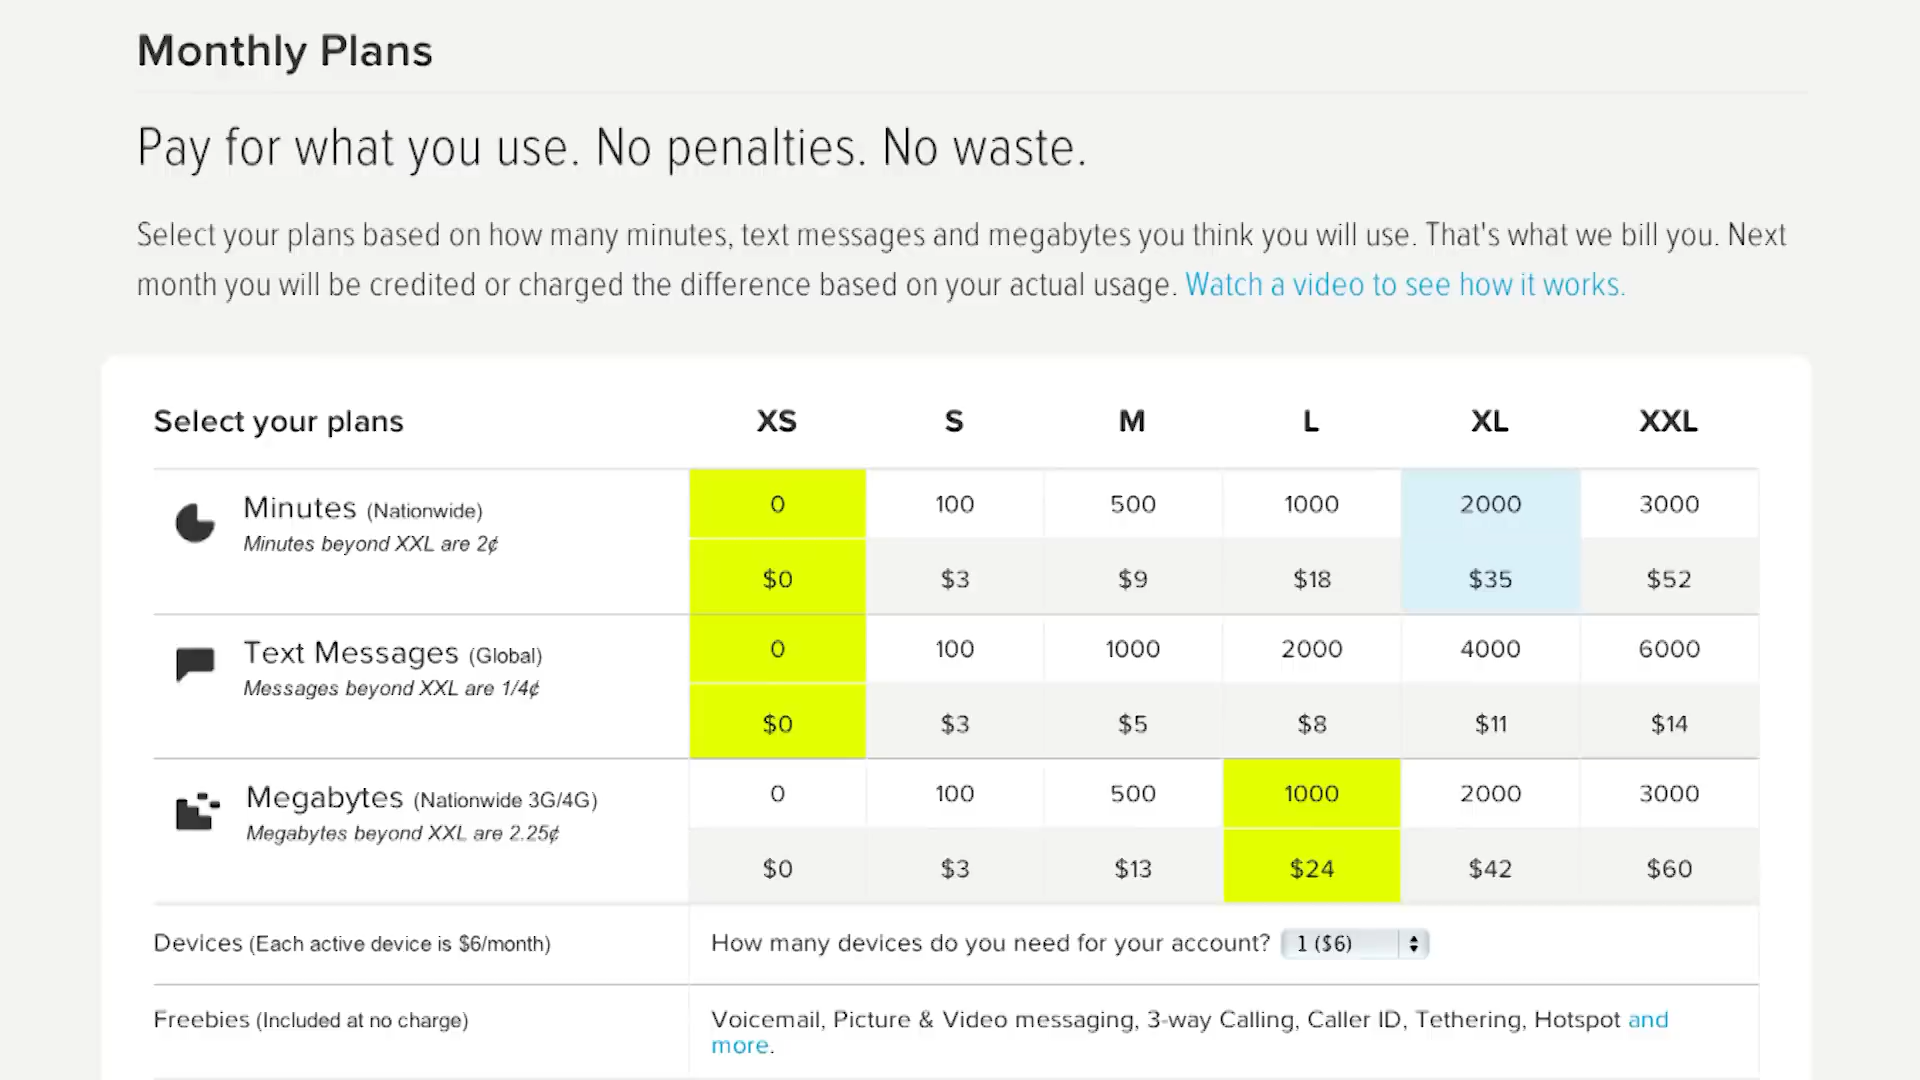 Monthly Plans
Pay for what you use. No penalties. No waste.
Select your plans based on how many minutes, text messages and megabytes you think you will use. That's what we bill you. Next
month you will be credited or charged the difference based on your actual usage. Watch a video to see how it works.
Select your plans XS S M L XL XXL
Minutes (Nationwide) 0 100 500 1000 2000 3000
Minutes beyond XXL are 2¢
$0 $3 $9 $18 $35 $52
Text Messages (Global) 0 100 1000 2000 4000 6000
Messages beyond XXL are 1/4¢
$0 $3 $5 $8 $11 $14
Megabytes (Nationwide 3G/4G) 0 100 500 1000 2000 3000
Megabytes beyond XXL are 2.25¢
$0 $3 $13 $24 $42 $60
Devices (Each active device is $6/month) How many devices do you need for your account? 1 ($6)
Freebies (Included at no charge) Voicemail, Picture & Video messaging, 3-way Calling, Caller ID, Tethering, Hotspot and
more.